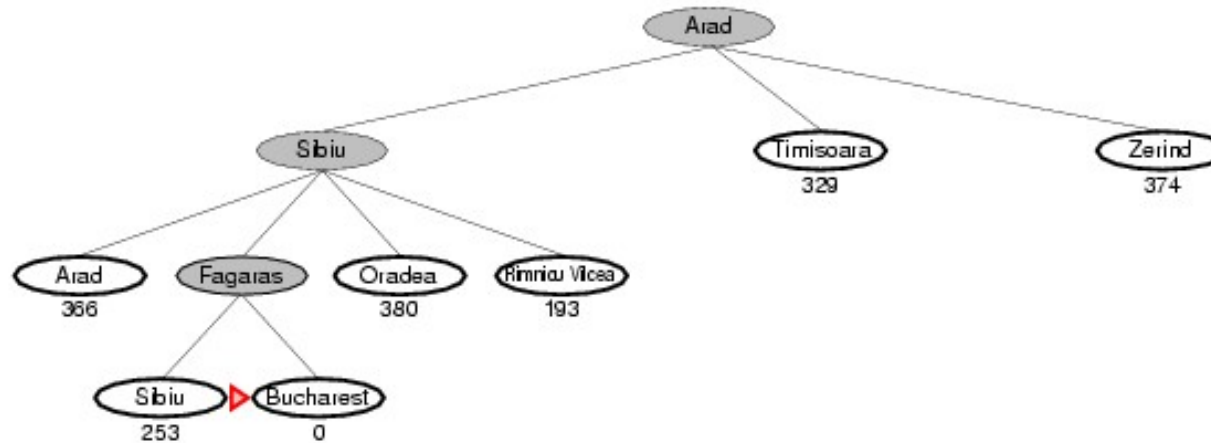 Arad
Sibiu
Timisoara
Zerind
329
374
Arad
Fagaras
Oradea
Rimnicu Vilcea
366
380
193
Sibiu
Bucharest
253
0